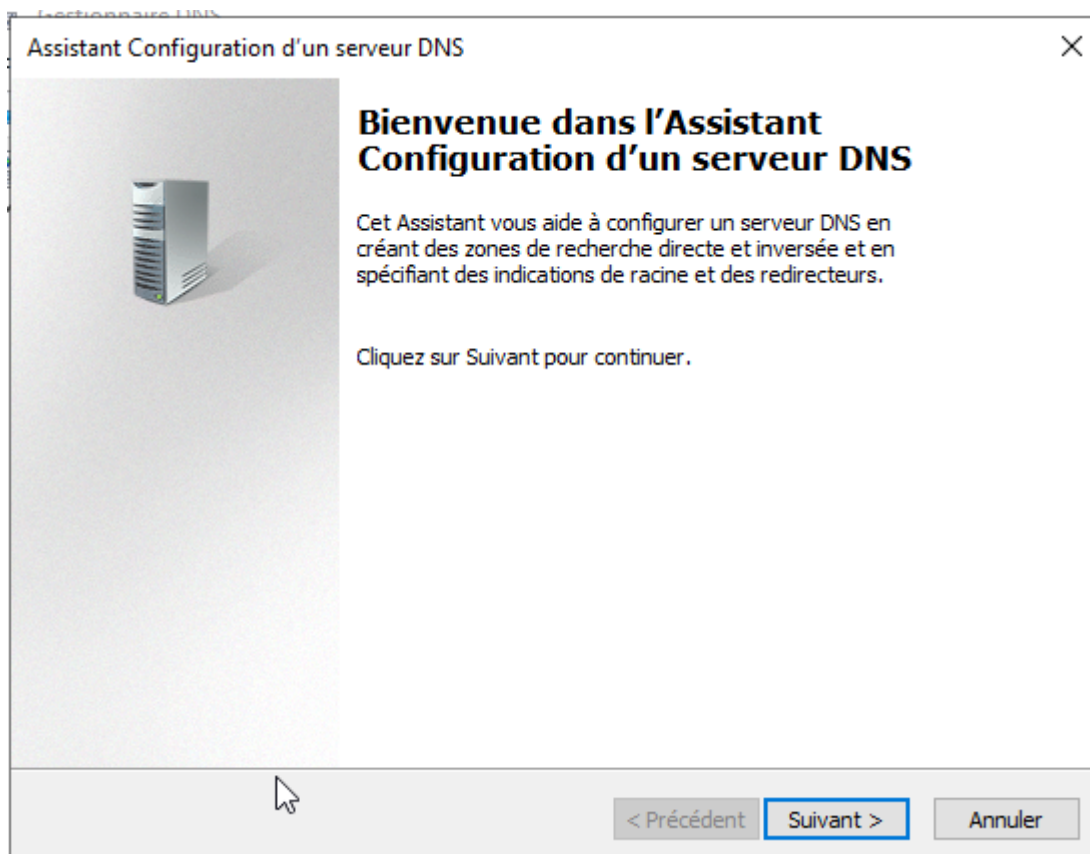 Gestionnaire DNS
Assistant Configuration d'un serveur DNS
Bienvenue dans l’Assistant
Configuration d’un serveur DNS
Cet Assistant vous aide à configurer un serveur DNS en
créant des zones de recherche directe et inversée et en
spécifiant des indications de racine et des redirecteurs.
Cliquez sur Suivant pour continuer.
< Précédent
Suivant >
Annuler